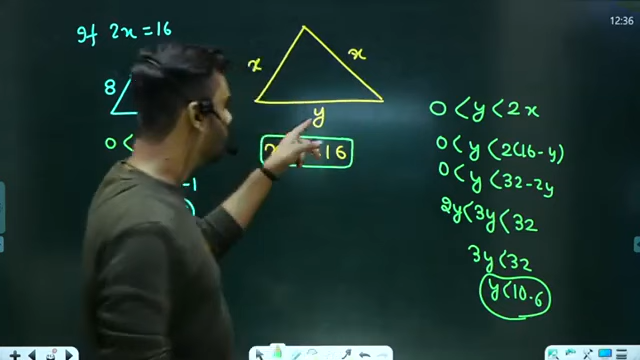 12:36
If 2x = 16
x
x
8
y
0 <
16
-1
0 < y < 2x
0 < y < 2(16-y)
0 < y < 32-2y
2y < 3y < 32
3y < 32
y < 10.6